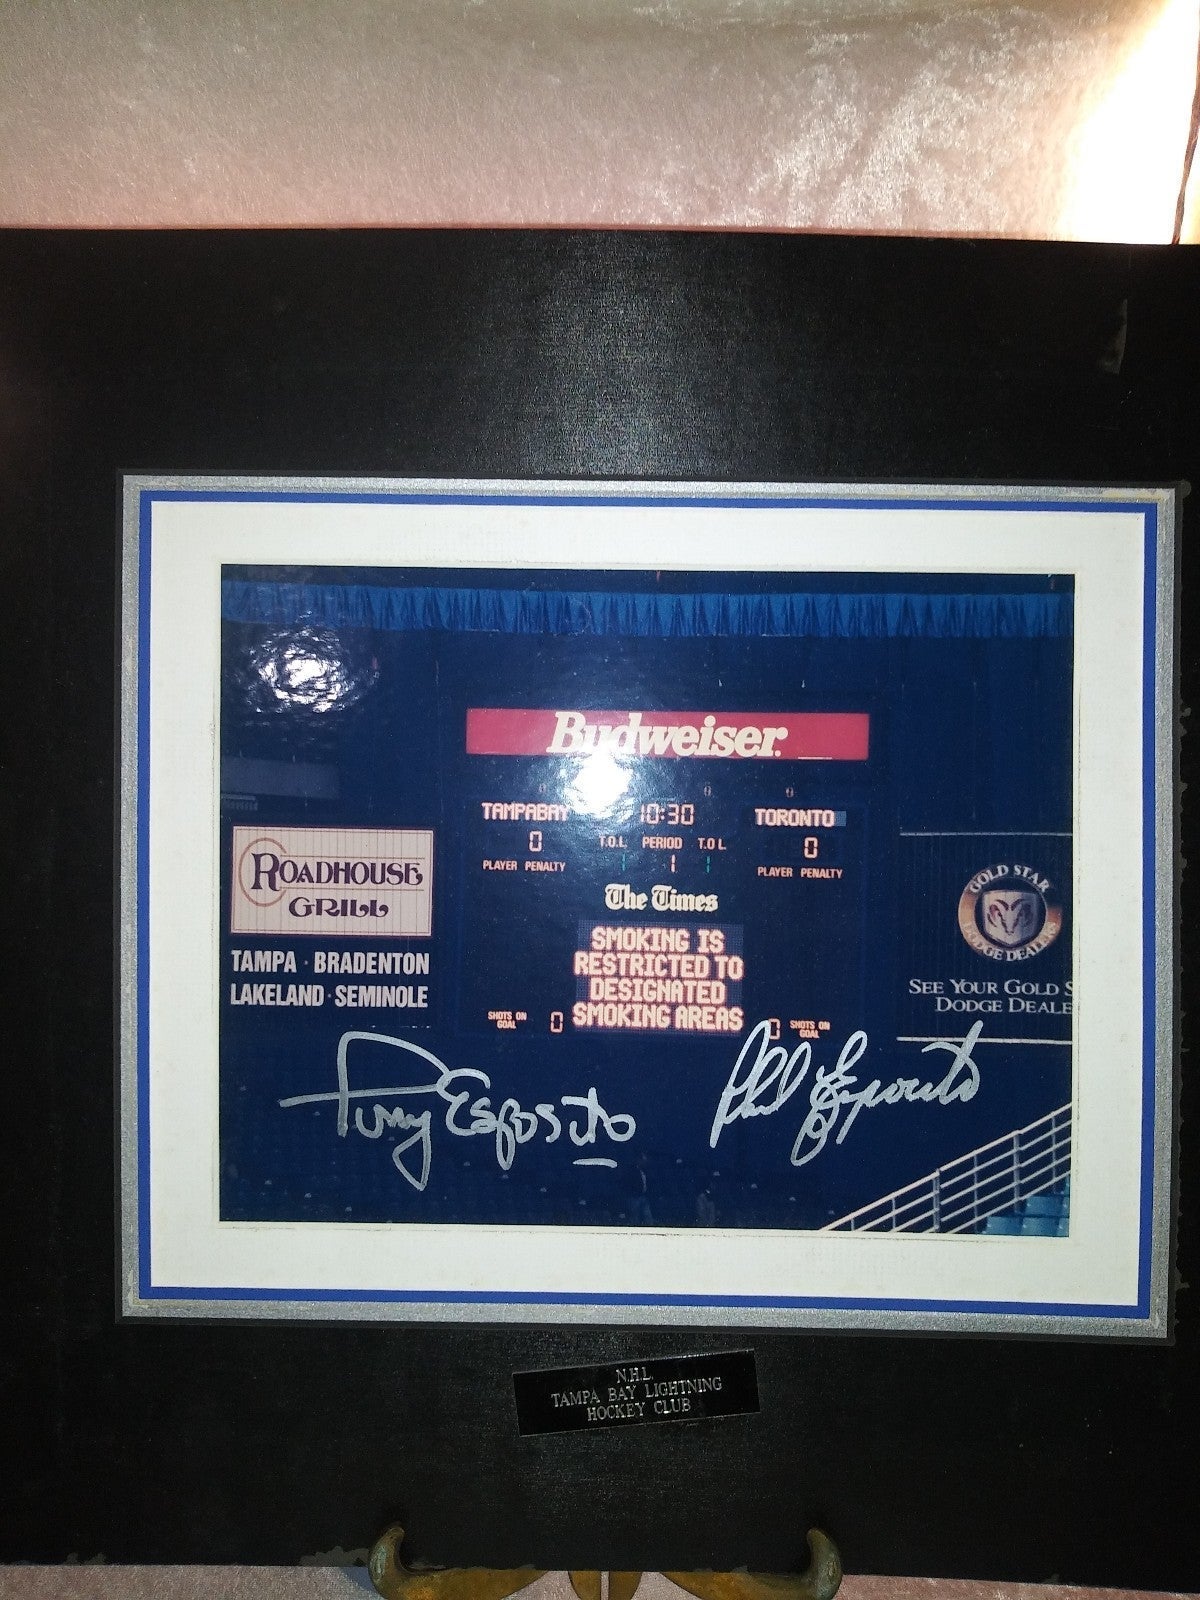 Budweiser
TAMPABAY 10:30 TORONTO
0 T.O.L. PERIOD T.O.L 0
PLAYER PENALTY 1 1 1 PLAYER PENALTY
The Times
SMOKING IS
RESTRICTED TO
DESIGNATED
SMOKING AREAS
SHOTS ON
GOAL 0
0 SHOTS ON
GOAL
ROADHOUSE
GRILL
TAMPA · BRADENTON
LAKELAND · SEMINOLE
GOLD STAR
DODGE DEALERS
SEE YOUR GOLD S
DODGE DEALE
Tony Esposito
Phil Esposito
N.H.L.
TAMPA BAY LIGHTNING
HOCKEY CLUB